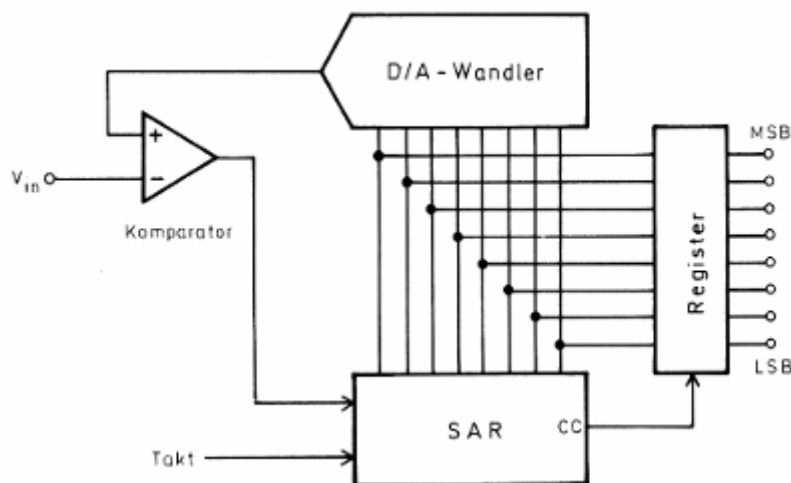 D/A-Wandler
MSB
+
V_in
-
Komparator
Register
LSB
SAR
CC
Takt